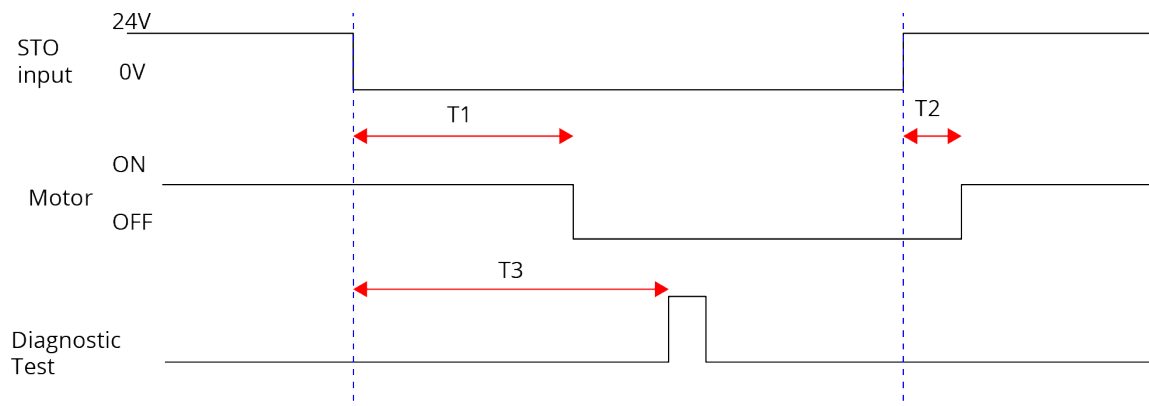 24V
STO
input
0V
T1
T2
ON
Motor
OFF
T3
Diagnostic
Test